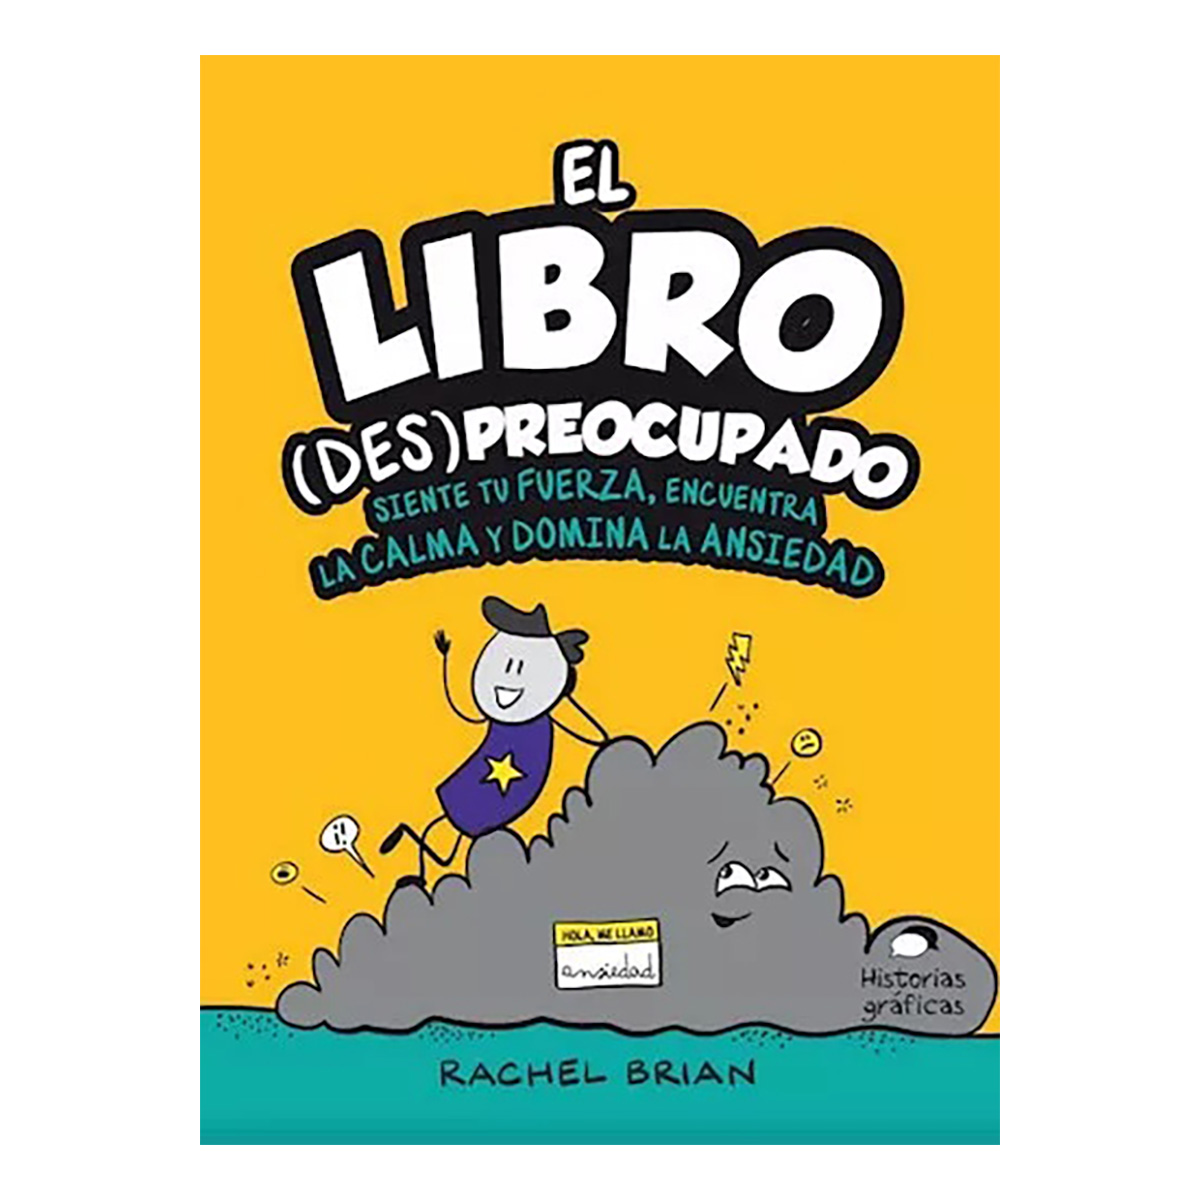 EL
LIBRO
(DES)PREOCUPADO
SIENTE TU FUERZA, ENCUENTRA
LA CALMA Y DOMINA LA ANSIEDAD
¡!
HOLA, ME LLAMO
ansiedad
Historias
gráficas
RACHEL BRIAN